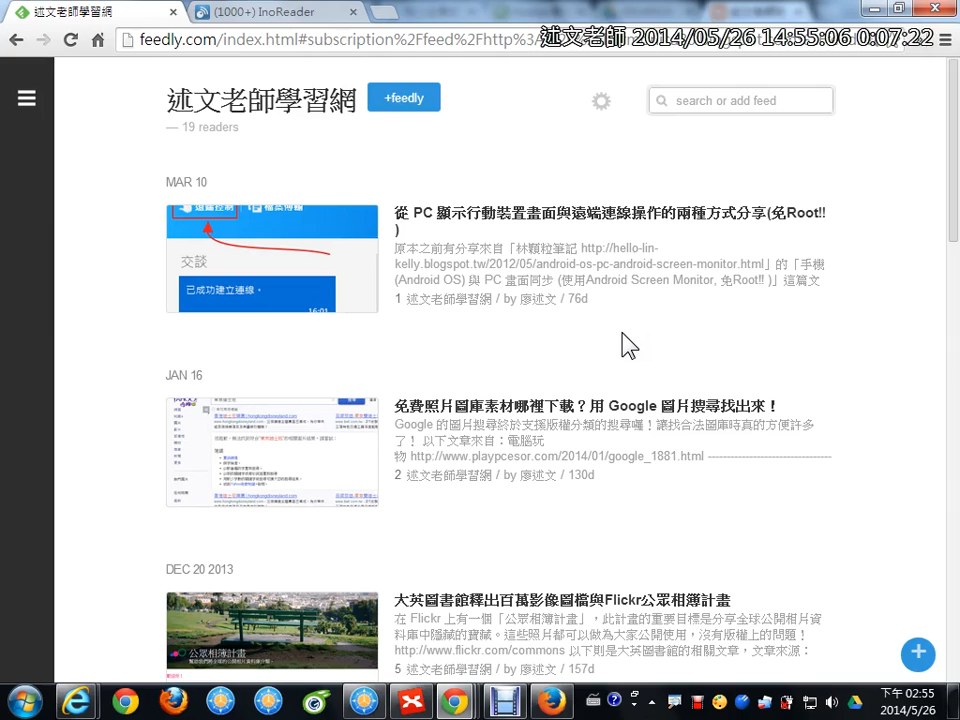 述文老師學習網
(1000+) InoReader
feedly.com/index.html#subscription%2Ffeed%2Fhttp%3
述文老師 2014/05/26 14:55:06 0:07:22
述文老師學習網
+feedly
search or add feed
— 19 readers
MAR 10
從 PC 顯示行動裝置畫面與遠端連線操作的兩種方式分享(免Root!!
)
原本之前有分享來自「林顆粒筆記 http://hello-lin-
kelly.blogspot.tw/2012/05/android-os-pc-android-screen-monitor.html」的「手機
(Android OS) 與 PC 畫面同步 (使用Android Screen Monitor, 免Root!! )」這篇文
1 述文老師學習網 / by 廖述文 / 76d
遠端控制
檔案傳輸
交談
已成功建立連線。
16:01
JAN 16
免費照片圖庫素材哪裡下載？用 Google 圖片搜尋找出來！
Google 的圖片搜尋終於支援版權分類的搜尋囉！讓找合法圖庫時真的方便許多
了！ 以下文章來自：電腦玩
物 http://www.playpcesor.com/2014/01/google_1881.html --------------------------------
2 述文老師學習網 / by 廖述文 / 130d
DEC 20 2013
大英圖書館釋出百萬影像圖檔與Flickr公眾相簿計畫
在 Flickr 上有一個「公眾相簿計畫」，此計畫的重要目標是分享全球公開相片資
料庫中隱藏的寶藏。這些照片都可以做為大家公開使用，沒有版權上的問題！
http://www.flickr.com/commons 以下則是大英圖書館的相關文章，文章來源：
5 述文老師學習網 / by 廖述文 / 157d
公眾相簿計畫
下午 02:55
2014/5/26